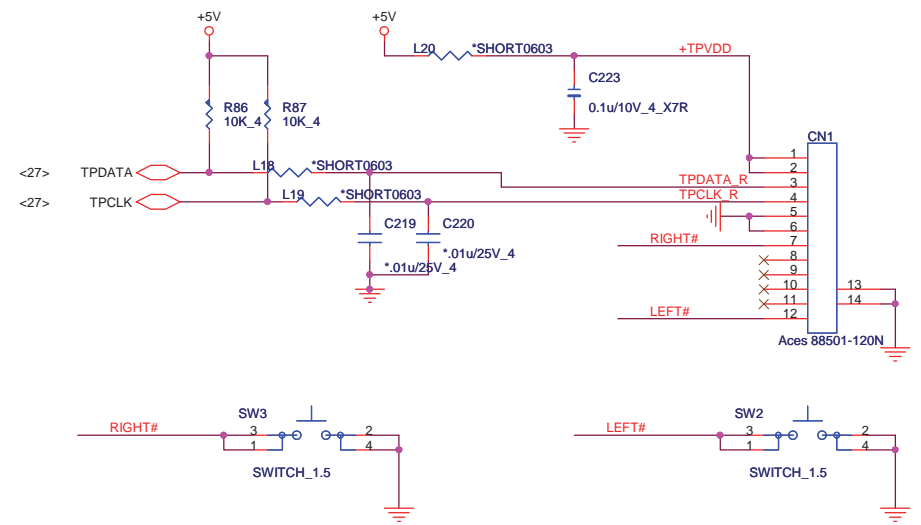 +5V
+5V
L20
*SHORT0603
+TPVDD
C223
0.1u/10V_4_X7R
R86
10K_4
R87
10K_4
CN1
<27>
TPDATA
L18
*SHORT0603
<27>
TPCLK
L19
*SHORT0603
TPDATA_R
TPCLK_R
C219
*.01u/25V_4
C220
*.01u/25V_4
RIGHT#
LEFT#
1
2
3
4
5
6
7
8
9
10
11
12
13
14
Aces 88501-120N
RIGHT#
SW3
3
1
2
4
SWITCH_1.5
LEFT#
SW2
3
1
2
4
SWITCH_1.5